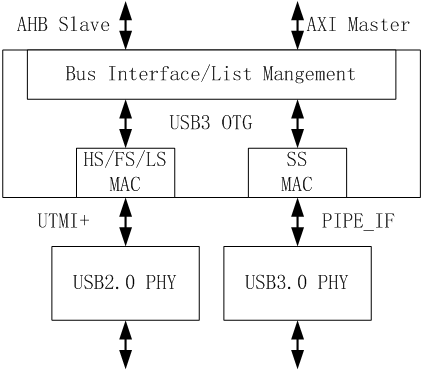 AHB Slave
AXI Master
Bus Interface/List Mangement
USB3 OTG
HS/FS/LS
MAC
SS
MAC
UTMI+
PIPE_IF
USB2.0 PHY
USB3.0 PHY